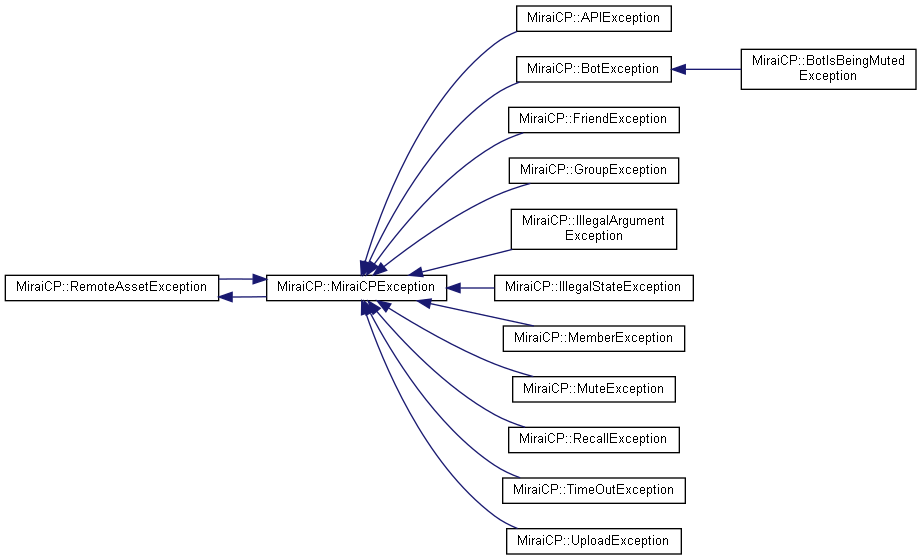 MiraiCP::APIException
MiraiCP::BotException
MiraiCP::BotIsBeingMuted
Exception
MiraiCP::FriendException
MiraiCP::GroupException
MiraiCP::IllegalArgument
Exception
MiraiCP::RemoteAssetException
MiraiCP::MiraiCPException
MiraiCP::IllegalStateException
MiraiCP::MemberException
MiraiCP::MuteException
MiraiCP::RecallException
MiraiCP::TimeOutException
MiraiCP::UploadException